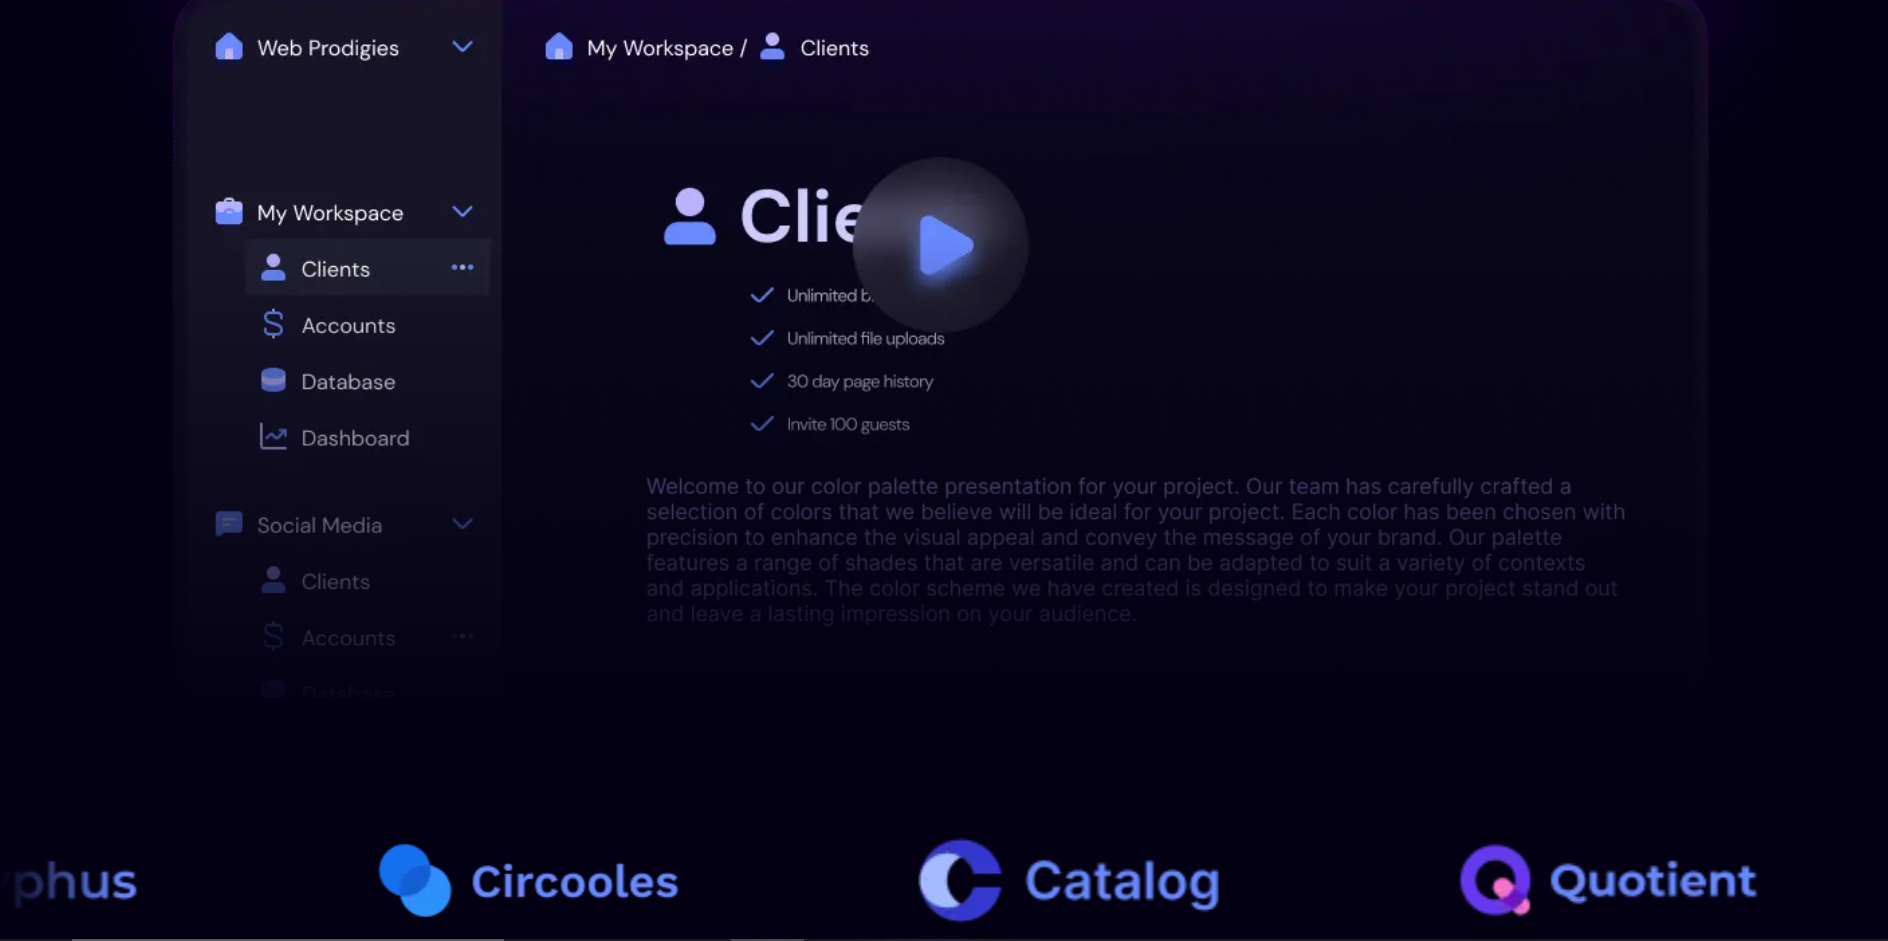 Web Prodigies
My Workspace / Clients
My Workspace
Clients
Accounts
Database
Dashboard
Social Media
Clients
Accounts
Database
Unlimited
Unlimited file uploads
30 day page history
Invite 100 guests
Welcome to our color palette presentation for your project. Our team has carefully crafted a
selection of colors that we believe will be ideal for your project. Each color has been chosen with
precision to enhance the visual appeal and convey the message of your brand. Our palette
features a range of shades that are versatile and can be adapted to suit a variety of contexts
and applications. The color scheme we have created is designed to make your project stand out
and leave a lasting impression on your audience.
Circooles
Catalog
Quotient